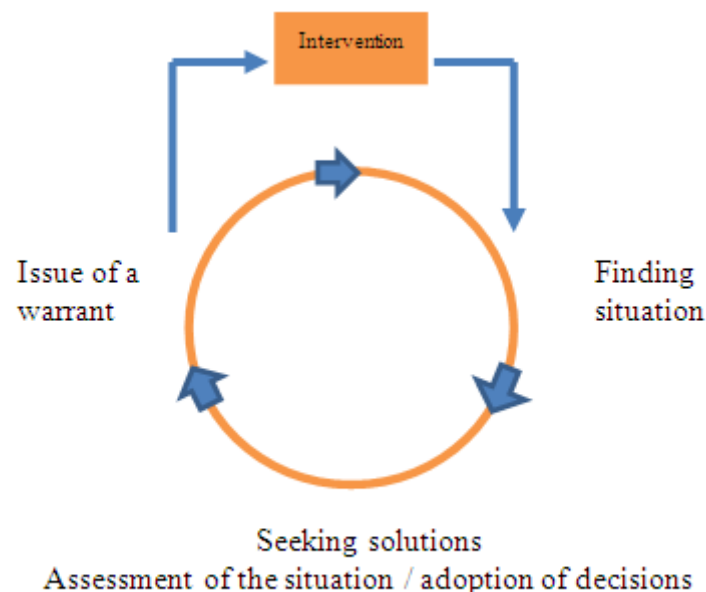 Intervention
Issue of a
warrant
Finding
situation
Seeking solutions
Assessment of the situation / adoption of decisions